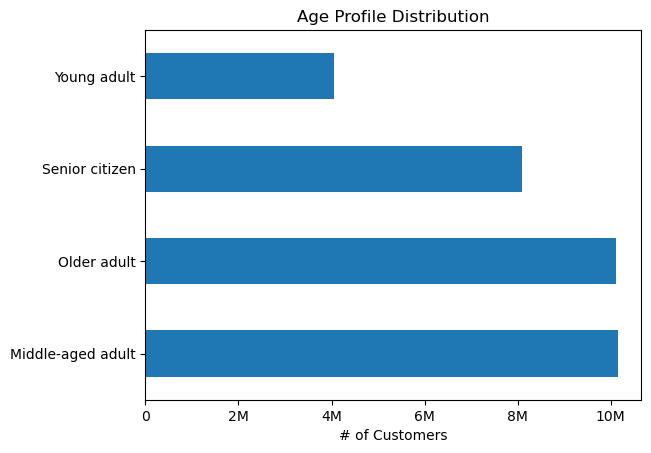 Age Profile Distribution
Young adult
Senior citizen
Older adult
Middle-aged adult
0 2M 4M 6M 8M 10M
# of Customers